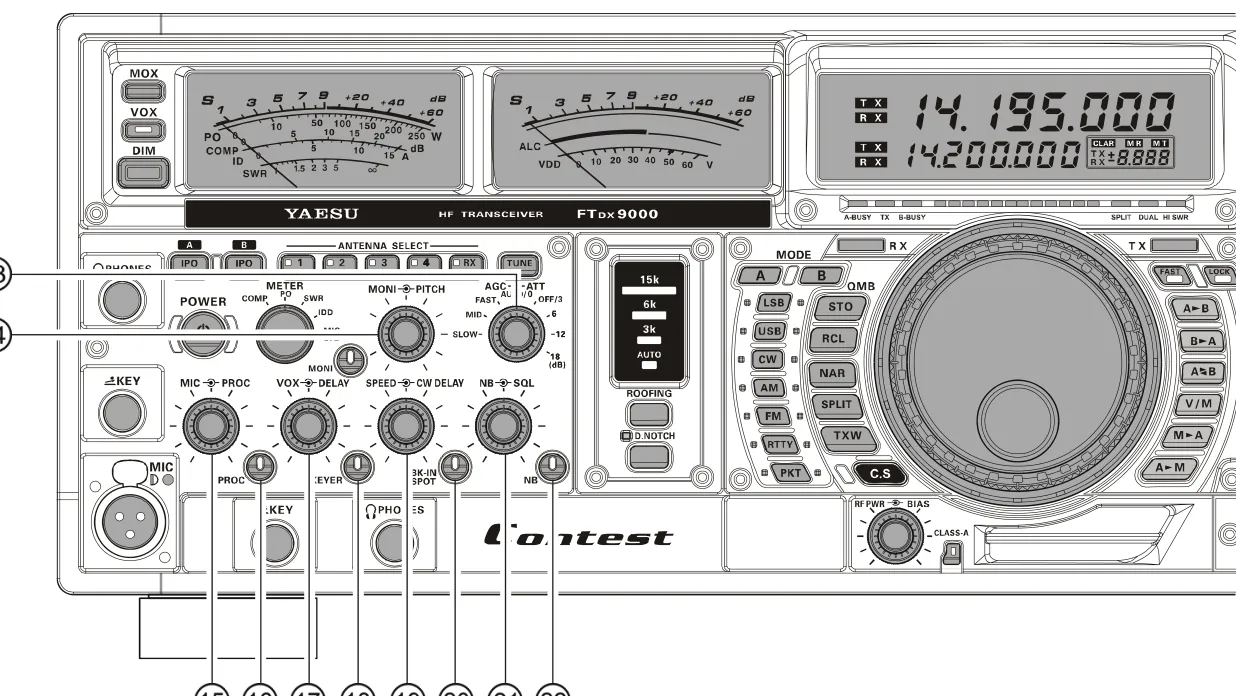 MOX
VOX
DIM
S 1 3 5 7 9 +20 +40 +60 dB
PO 0 10 50 100 150 200 250 W
COMP 0 5 10 15 20 dB
ID 0 5 10 15 A
SWR 1.5 2 3 5 ∞
S 1 3 5 7 9 +20 +40 +60 dB
ALC
VDD 0 10 20 30 40 50 60 V
TX
RX
14.195.000
TX
RX
14.200.000
CLAR MR MT
TX
RX
±8.888
A-BUSY TX B-BUSY
SPLIT DUAL HI SWR
YAESU HF TRANSCEIVER FTDX9000
A B
ANTENNA SELECT
IPO IPO 1 2 3 4 RX TUNE
PHONES
POWER
METER
COMP PO SWR
IDD
MONI
MONI PITCH
AGC ATT
SLOW MID FAST
OFF/3
-6
-12
18
(dB)
KEY
MIC PROC
VOX DELAY
SPEED CW DELAY
NB SQL
PROC
BK-IN
SPOT
NB
MIC
KEY
PHONES
Contest
15k
6k
3k
AUTO
ROOFING
D.NOTCH
MODE
RX
TX
A B
QMB
LSB
USB
CW
AM
FM
RTTY
PKT
STO
RCL
NAR
SPLIT
TXW
C.S
FAST LOCK
A►B
B►A
A⇆B
V/M
M►A
A►M
RF PWR BIAS
CLASS-A
15 17 19